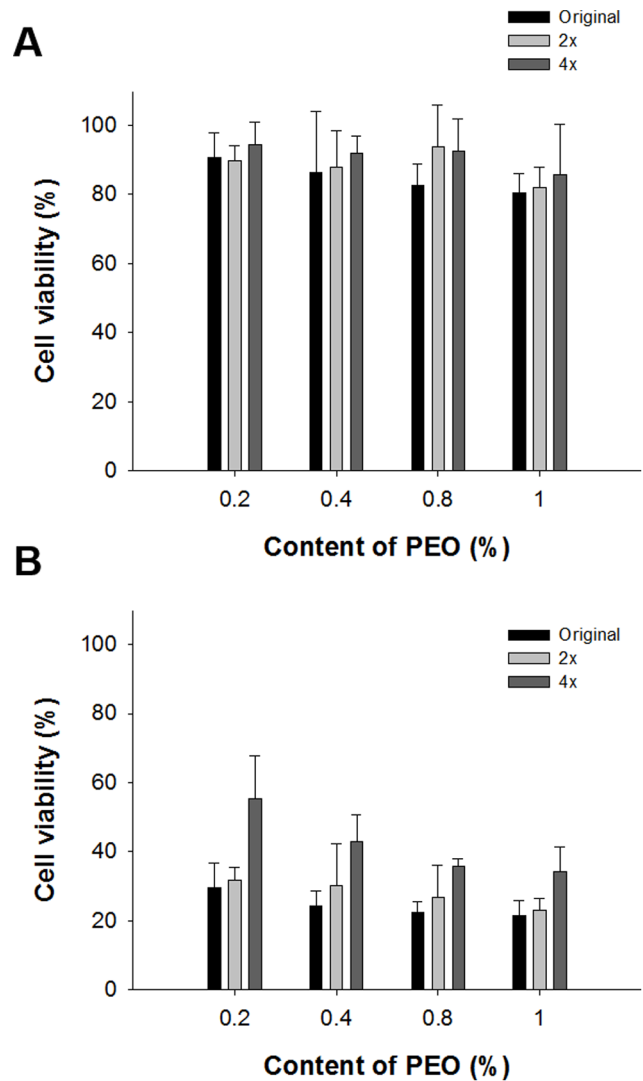 A
Original
2x
4x
100
80
60
40
20
0
Cell viability (%)
0.2 0.4 0.8 1
Content of PEO (%)
B
Original
2x
4x
100
80
60
40
20
0
Cell viability (%)
0.2 0.4 0.8 1
Content of PEO (%)